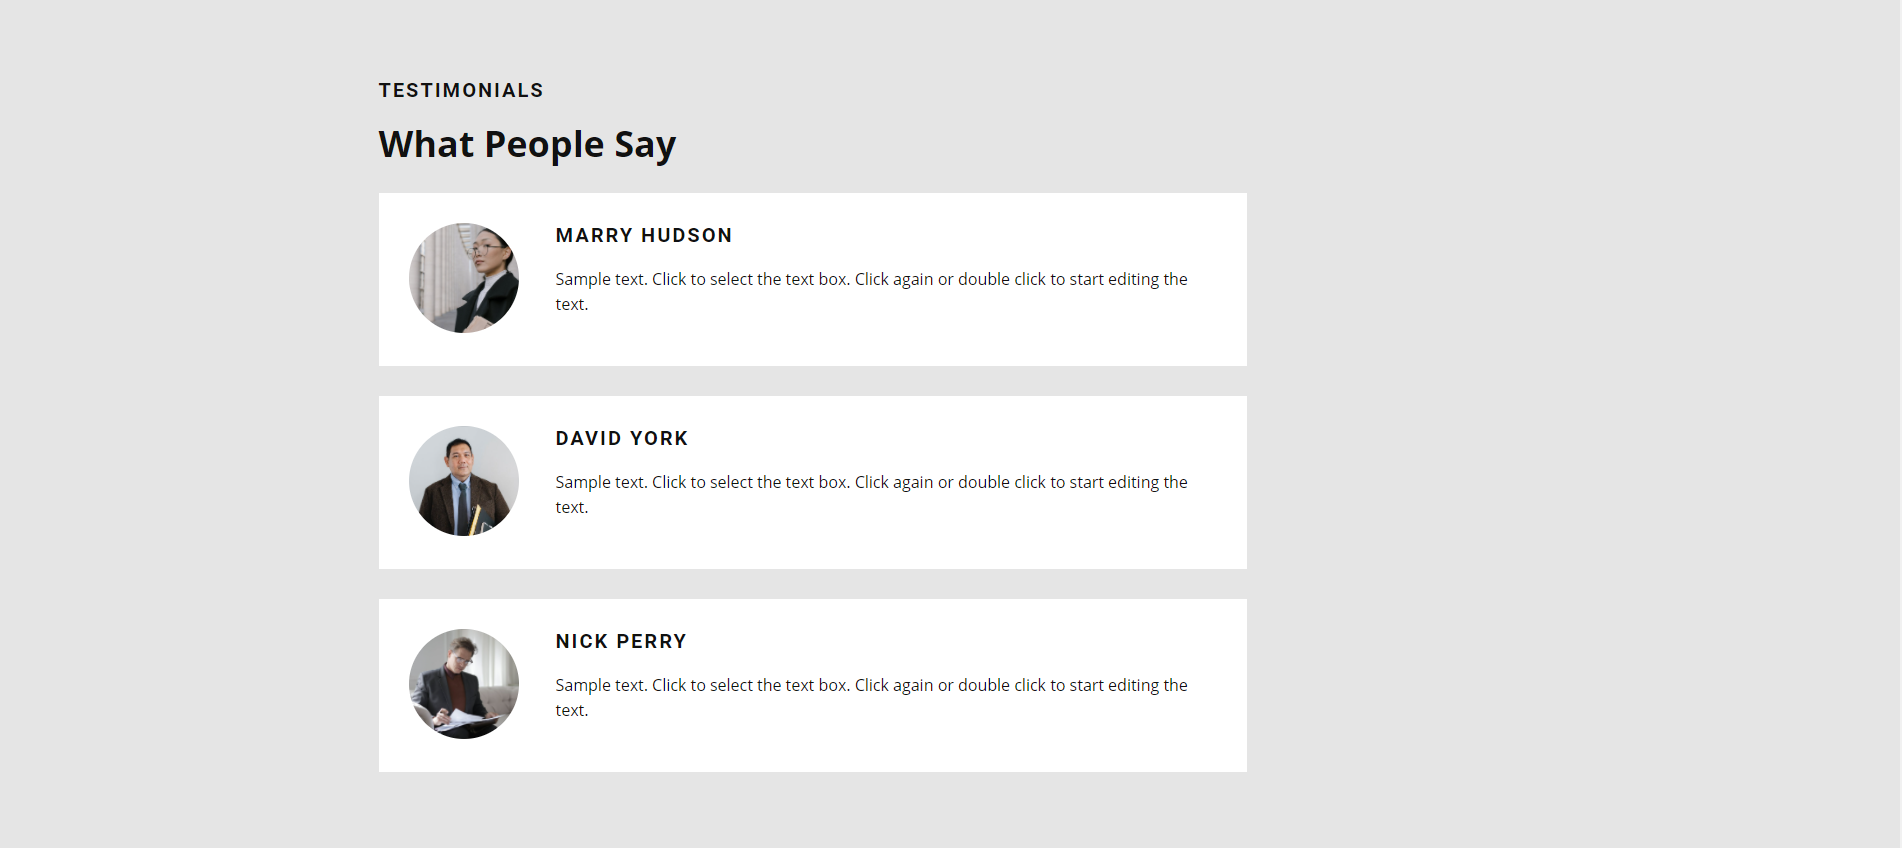 TESTIMONIALS
What People Say
MARRY HUDSON
Sample text. Click to select the text box. Click again or double click to start editing the
text.
DAVID YORK
Sample text. Click to select the text box. Click again or double click to start editing the
text.
NICK PERRY
Sample text. Click to select the text box. Click again or double click to start editing the
text.